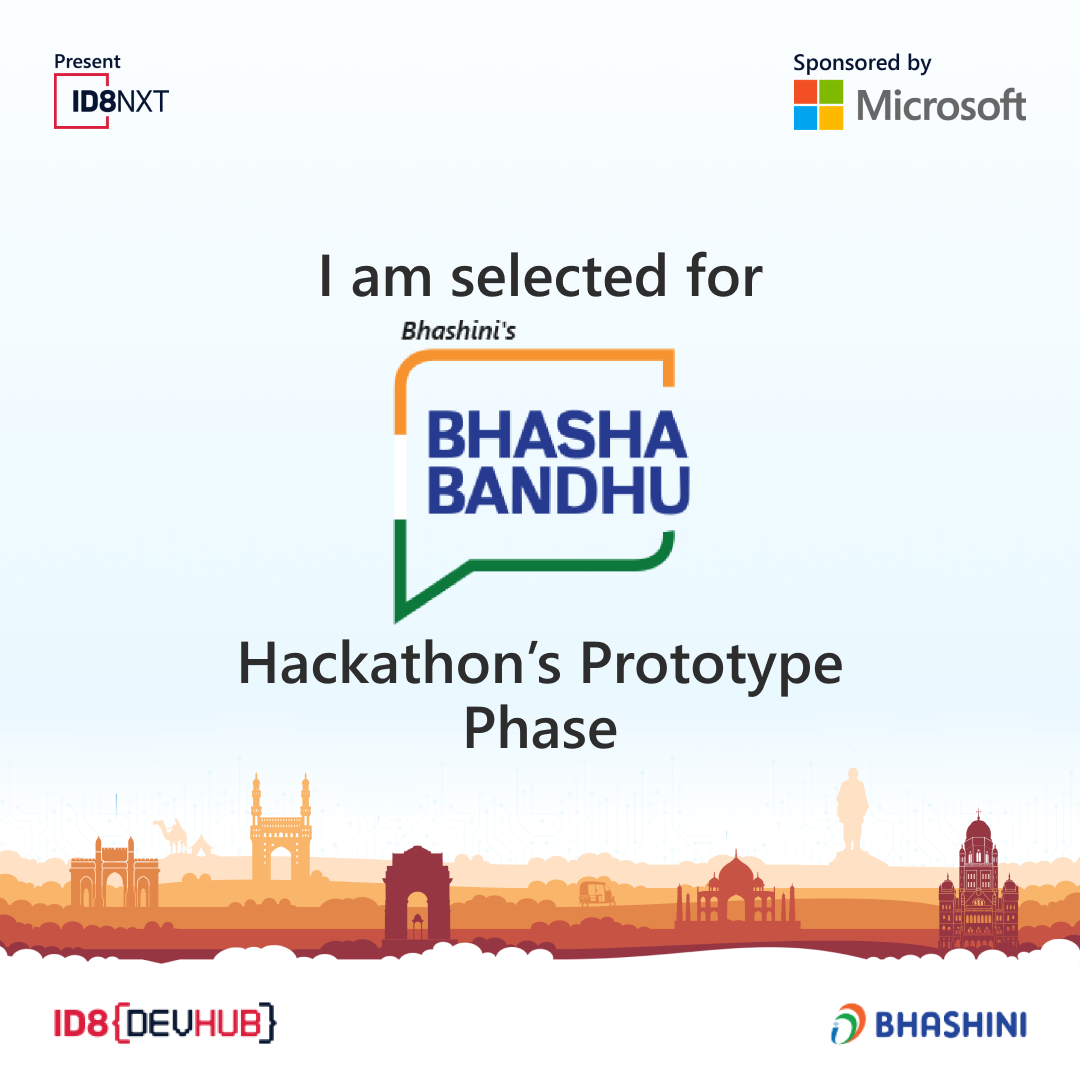 Present
ID8NXT
Sponsored by
Microsoft
I am selected for
Bhashini's
BHASHA
BANDHU
Hackathon’s Prototype
Phase
ID8{DEVHUB}
BHASHINI